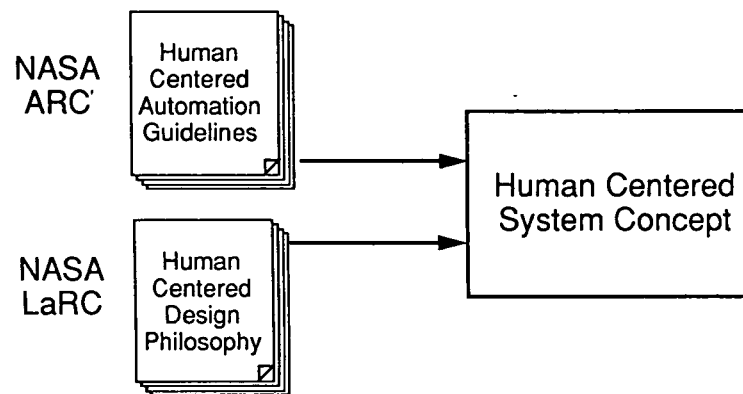 NASA
ARC'
Human
Centered
Automation
Guidelines
Human Centered
System Concept
NASA
LaRC
Human
Centered
Design
Philosophy